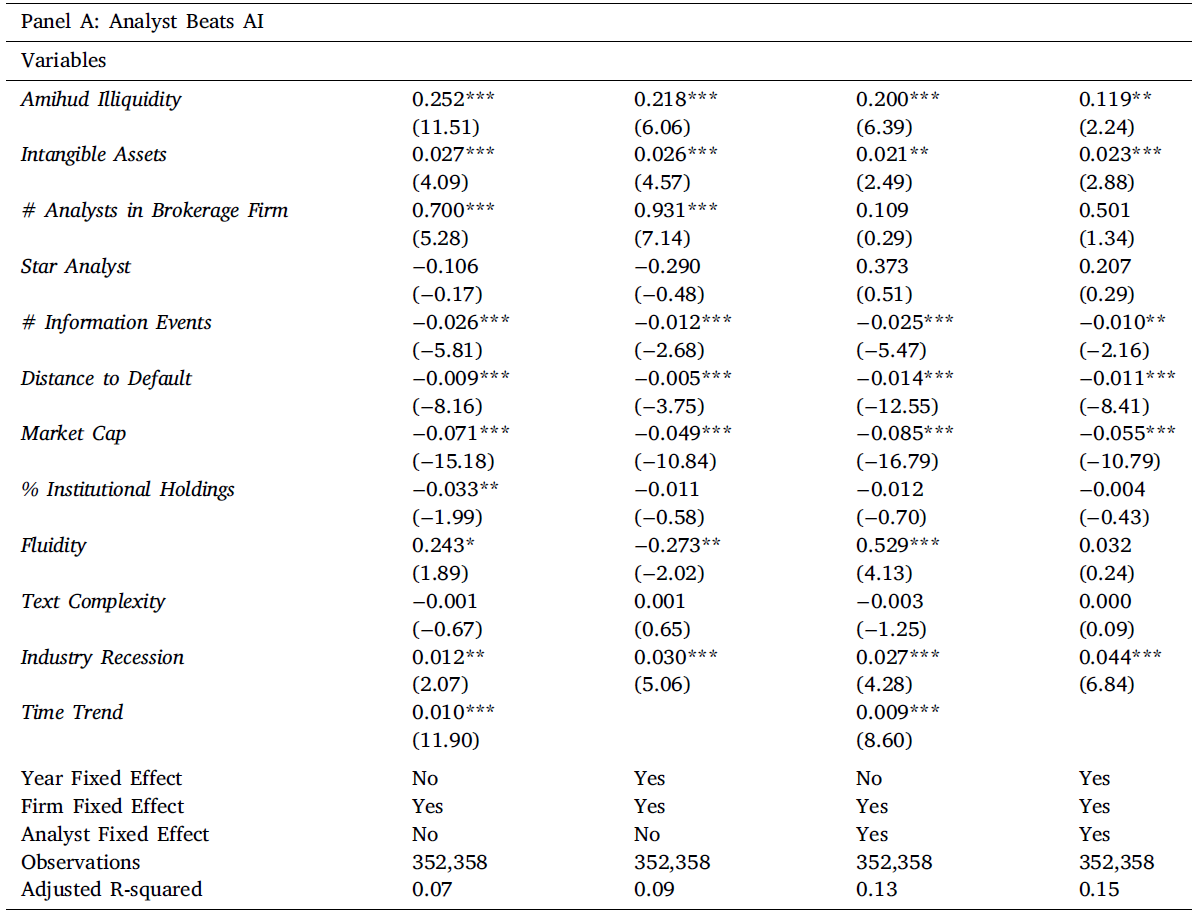 Panel A: Analyst Beats AI
Variables
Amihud Illiquidity 0.252*** 0.218*** 0.200*** 0.119**
(11.51) (6.06) (6.39) (2.24)
Intangible Assets 0.027*** 0.026*** 0.021** 0.023***
(4.09) (4.57) (2.49) (2.88)
# Analysts in Brokerage Firm 0.700*** 0.931*** 0.109 0.501
(5.28) (7.14) (0.29) (1.34)
Star Analyst −0.106 −0.290 0.373 0.207
(−0.17) (−0.48) (0.51) (0.29)
# Information Events −0.026*** −0.012*** −0.025*** −0.010**
(−5.81) (−2.68) (−5.47) (−2.16)
Distance to Default −0.009*** −0.005*** −0.014*** −0.011***
(−8.16) (−3.75) (−12.55) (−8.41)
Market Cap −0.071*** −0.049*** −0.085*** −0.055***
(−15.18) (−10.84) (−16.79) (−10.79)
% Institutional Holdings −0.033** −0.011 −0.012 −0.004
(−1.99) (−0.58) (−0.70) (−0.43)
Fluidity 0.243* −0.273** 0.529*** 0.032
(1.89) (−2.02) (4.13) (0.24)
Text Complexity −0.001 0.001 −0.003 0.000
(−0.67) (0.65) (−1.25) (0.09)
Industry Recession 0.012** 0.030*** 0.027*** 0.044***
(2.07) (5.06) (4.28) (6.84)
Time Trend 0.010*** 0.009***
(11.90) (8.60)
Year Fixed Effect No Yes No Yes
Firm Fixed Effect Yes Yes Yes Yes
Analyst Fixed Effect No No Yes Yes
Observations 352,358 352,358 352,358 352,358
Adjusted R-squared 0.07 0.09 0.13 0.15